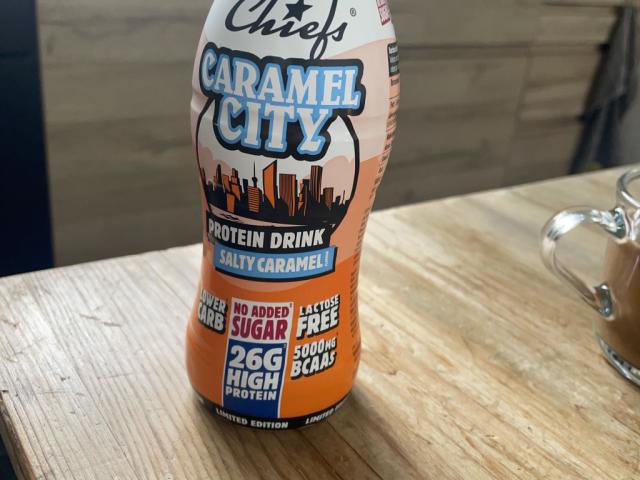 Chiefs®
CARAMEL
CITY
PROTEIN DRINK
SALTY CARAMEL
LOWER
CARB
NO ADDED
SUGAR
LACTOSE
FREE
26G
HIGH
PROTEIN
5000MG
BCAAs
LIMITED EDITION
LIMITED